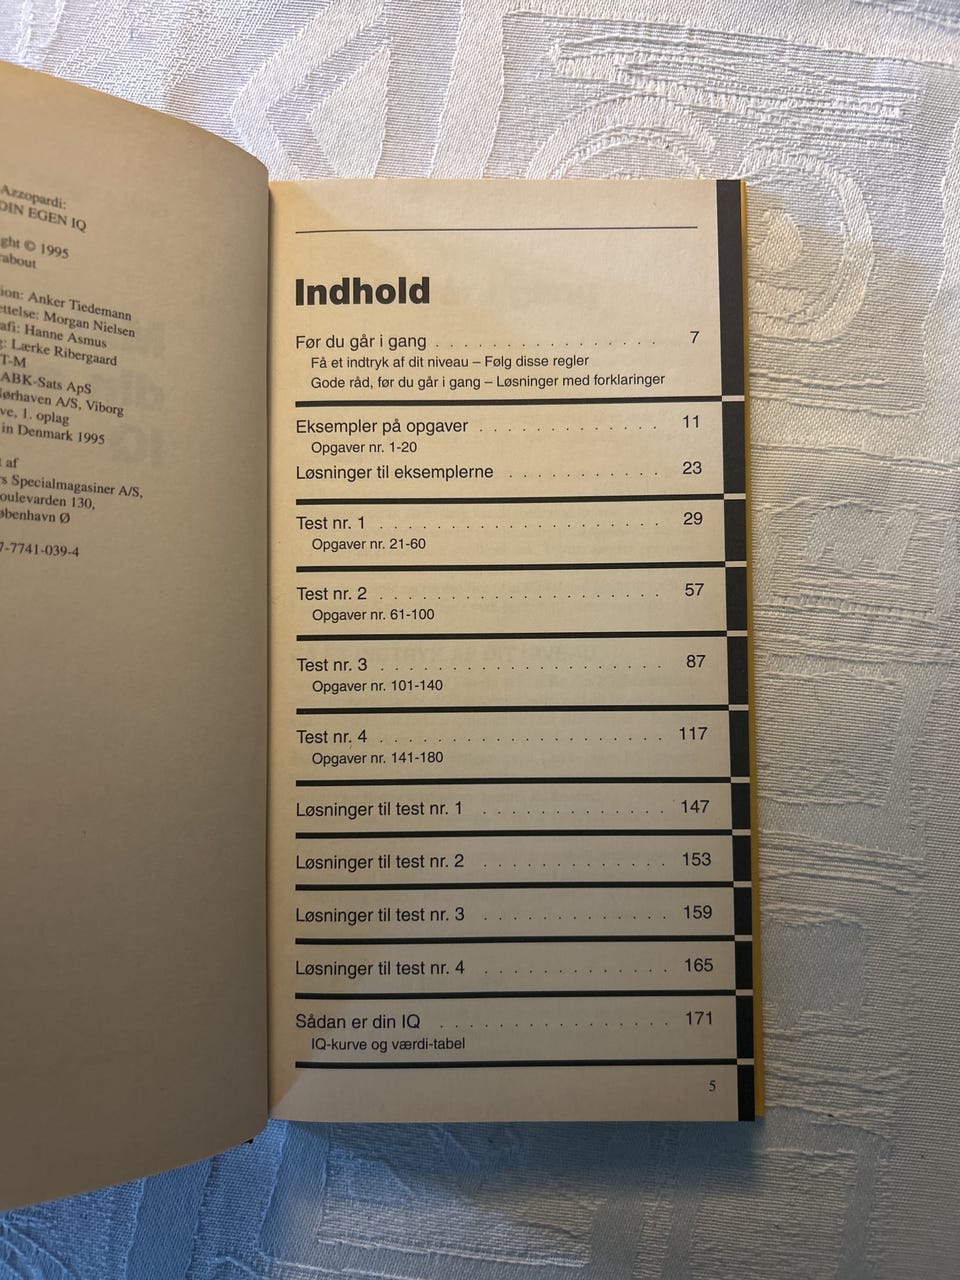 Azzopardi:
DIN EGEN IQ
ght © 1995
rabout
ion: Anker Tiedemann
ettelse: Morgan Nielsen
afi: Hanne Asmus
g: Lærke Ribergaard
T-M
ABK-Sats ApS
lørhaven A/S, Viborg
ve, 1. oplag
in Denmark 1995
t af
s Specialmagasiner A/S,
oulevarden 130,
øbenhavn Ø
7-7741-039-4
Indhold
Før du går i gang . . . . . . . . . . . . . . . . 7
Få et indtryk af dit niveau – Følg disse regler
Gode råd, før du går i gang – Løsninger med forklaringer
Eksempler på opgaver . . . . . . . . . . . . . 11
Opgaver nr. 1-20
Løsninger til eksemplerne . . . . . . . . . . . 23
Test nr. 1 . . . . . . . . . . . . . . . . . . . . 29
Opgaver nr. 21-60
Test nr. 2 . . . . . . . . . . . . . . . . . . . . 57
Opgaver nr. 61-100
Test nr. 3 . . . . . . . . . . . . . . . . . . . . 87
Opgaver nr. 101-140
Test nr. 4 . . . . . . . . . . . . . . . . . . . . 117
Opgaver nr. 141-180
Løsninger til test nr. 1 . . . . . . . . . . . . . 147
Løsninger til test nr. 2 . . . . . . . . . . . . . 153
Løsninger til test nr. 3 . . . . . . . . . . . . . 159
Løsninger til test nr. 4 . . . . . . . . . . . . . 165
Sådan er din IQ . . . . . . . . . . . . . . . . 171
IQ-kurve og værdi-tabel
5